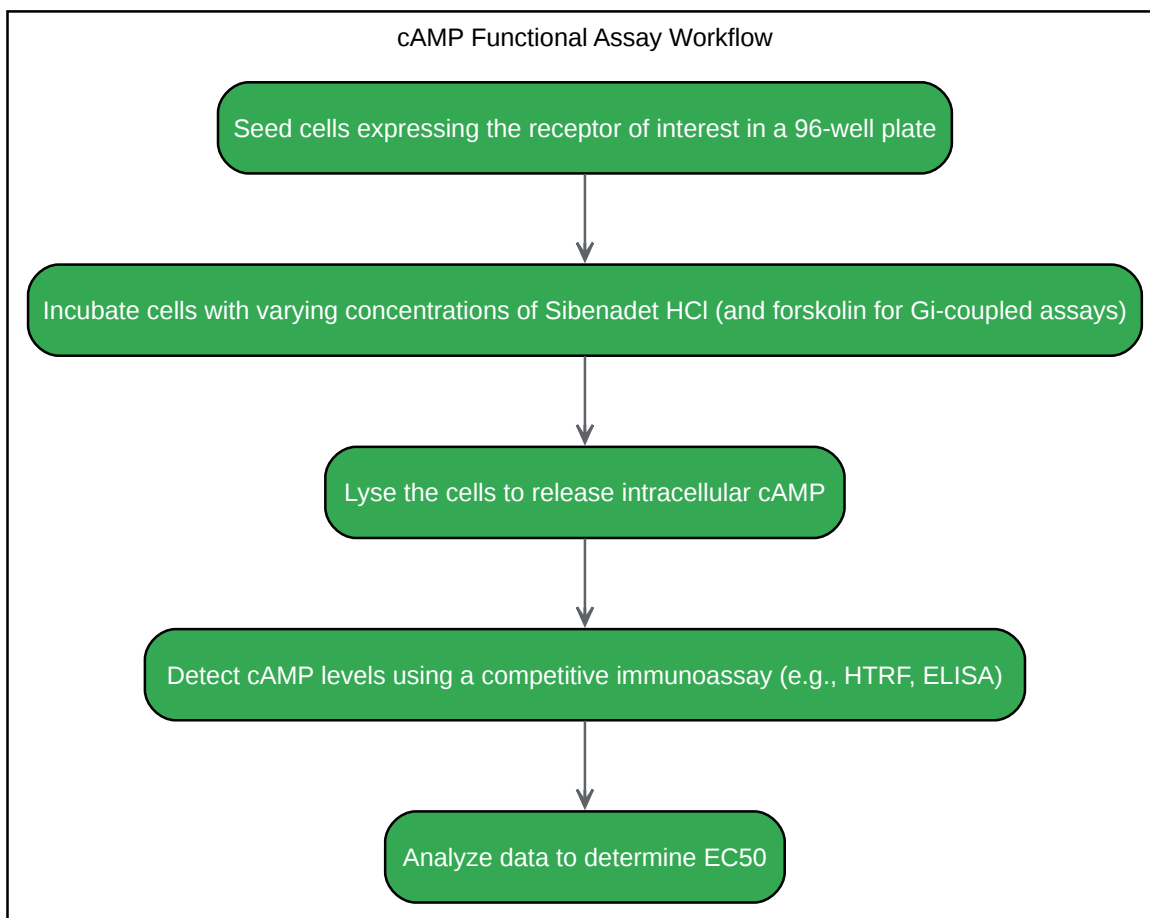 cAMP Functional Assay Workflow
Seed cells expressing the receptor of interest in a 96-well plate
Incubate cells with varying concentrations of Sibenadet HCl (and forskolin for Gi-coupled assays)
Lyse the cells to release intracellular cAMP
Detect cAMP levels using a competitive immunoassay (e.g., HTRF, ELISA)
Analyze data to determine EC50